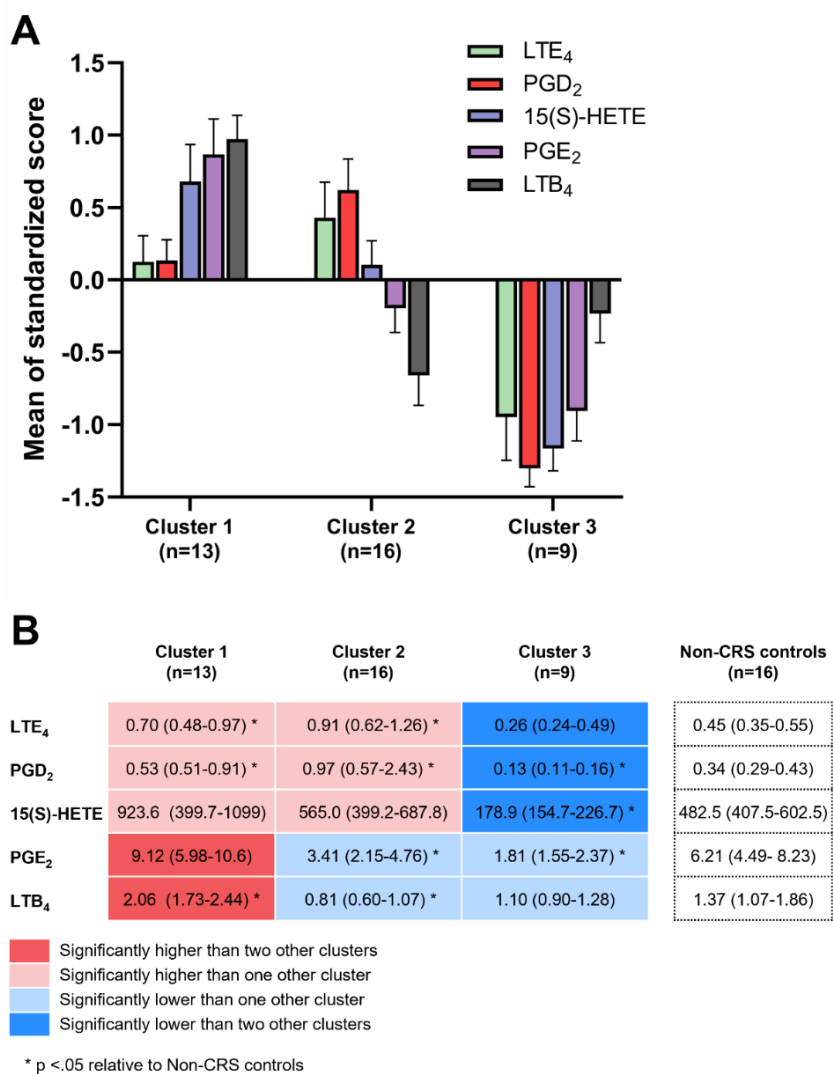 A
LTE₄
PGD₂
15(S)-HETE
PGE₂
LTB₄
Mean of standardized score
1.5
1.0
0.5
0.0
-0.5
-1.0
-1.5
Cluster 1 Cluster 2 Cluster 3
(n=13) (n=16) (n=9)
B
Cluster 1 Cluster 2 Cluster 3 Non-CRS controls
(n=13) (n=16) (n=9) (n=16)
LTE₄ 0.70 (0.48-0.97) * 0.91 (0.62-1.26) * 0.26 (0.24-0.49) 0.45 (0.35-0.55)
PGD₂ 0.53 (0.51-0.91) * 0.97 (0.57-2.43) * 0.13 (0.11-0.16) * 0.34 (0.29-0.43)
15(S)-HETE 923.6 (399.7-1099) 565.0 (399.2-687.8) 178.9 (154.7-226.7) * 482.5 (407.5-602.5)
PGE₂ 9.12 (5.98-10.6) 3.41 (2.15-4.76) * 1.81 (1.55-2.37) * 6.21 (4.49- 8.23)
LTB₄ 2.06 (1.73-2.44) * 0.81 (0.60-1.07) * 1.10 (0.90-1.28) 1.37 (1.07-1.86)
Significantly higher than two other clusters
Significantly higher than one other cluster
Significantly lower than one other cluster
Significantly lower than two other clusters
* p <.05 relative to Non-CRS controls